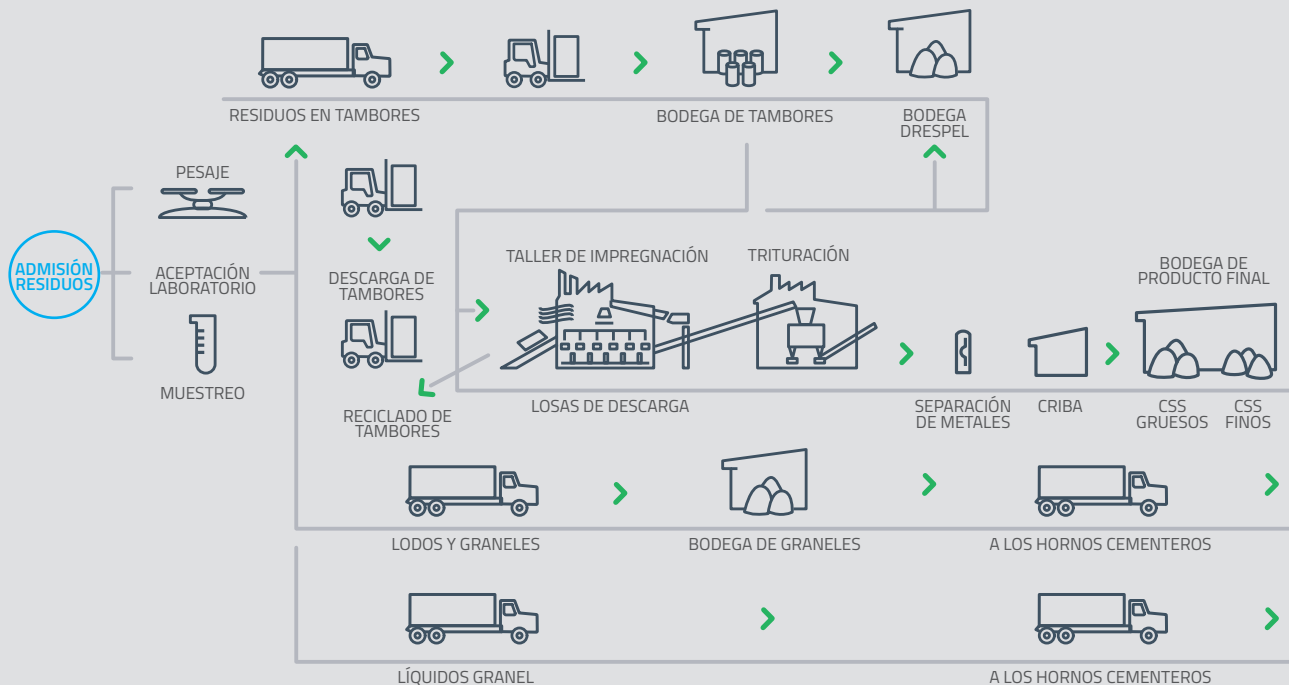 RESIDUOS EN TAMBORES
BODEGA DE TAMBORES
BODEGA
DRESPEL
PESAJE
ADMISIÓN
RESIDUOS
ACEPTACIÓN
LABORATORIO
MUESTREO
DESCARGA DE
TAMBORES
RECICLADO DE
TAMBORES
TALLER DE IMPREGNACIÓN
TRITURACIÓN
BODEGA DE
PRODUCTO FINAL
LOSAS DE DESCARGA
SEPARACIÓN
DE METALES
CRIBA
CSS
GRUESOS
CSS
FINOS
LODOS Y GRANELES
BODEGA DE GRANELES
A LOS HORNOS CEMENTEROS
LÍQUIDOS GRANEL
A LOS HORNOS CEMENTEROS